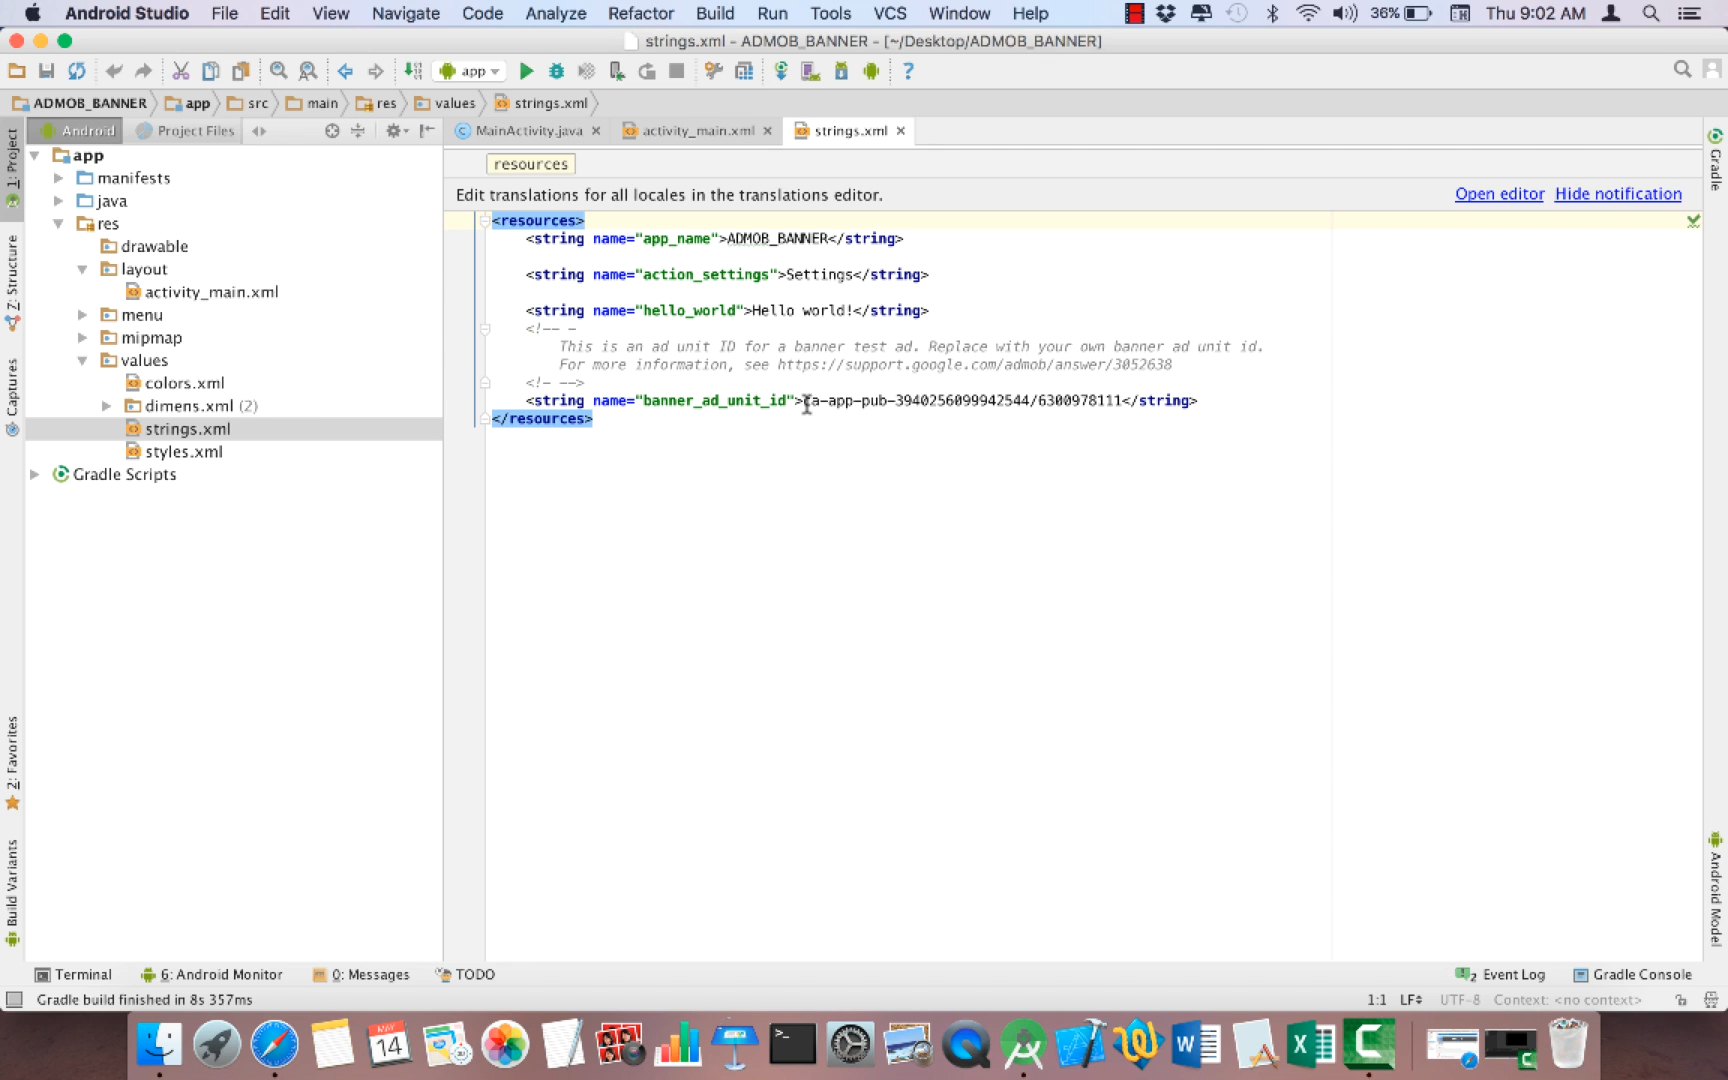 Android Studio File Edit View Navigate Code Analyze Refactor Build Run Tools VCS Window Help 36% Thu 9:02 AM
strings.xml - ADMOB_BANNER - [~/Desktop/ADMOB_BANNER]
app
ADMOB_BANNER app src main res values strings.xml
Android Project Files MainActivity.java activity_main.xml strings.xml
1: Project
Z: Structure
Captures
2: Favorites
Build Variants
app
manifests
java
res
drawable
layout
activity_main.xml
menu
mipmap
values
colors.xml
dimens.xml (2)
strings.xml
styles.xml
Gradle Scripts
resources
Edit translations for all locales in the translations editor. Open editor Hide notification
<resources>
<string name="app_name">ADMOB_BANNER</string>
<string name="action_settings">Settings</string>
<string name="hello_world">Hello world!</string>
<!-- -
This is an ad unit ID for a banner test ad. Replace with your own banner ad unit id.
For more information, see https://support.google.com/admob/answer/3052638
<!- -->
<string name="banner_ad_unit_id">ca-app-pub-3940256099942544/6300978111</string>
</resources>
Gradle
Android Model
Terminal 6: Android Monitor 0: Messages TODO 2 Event Log Gradle Console
Gradle build finished in 8s 357ms 1:1 LF UTF-8 Context: <no context>
MAY
14